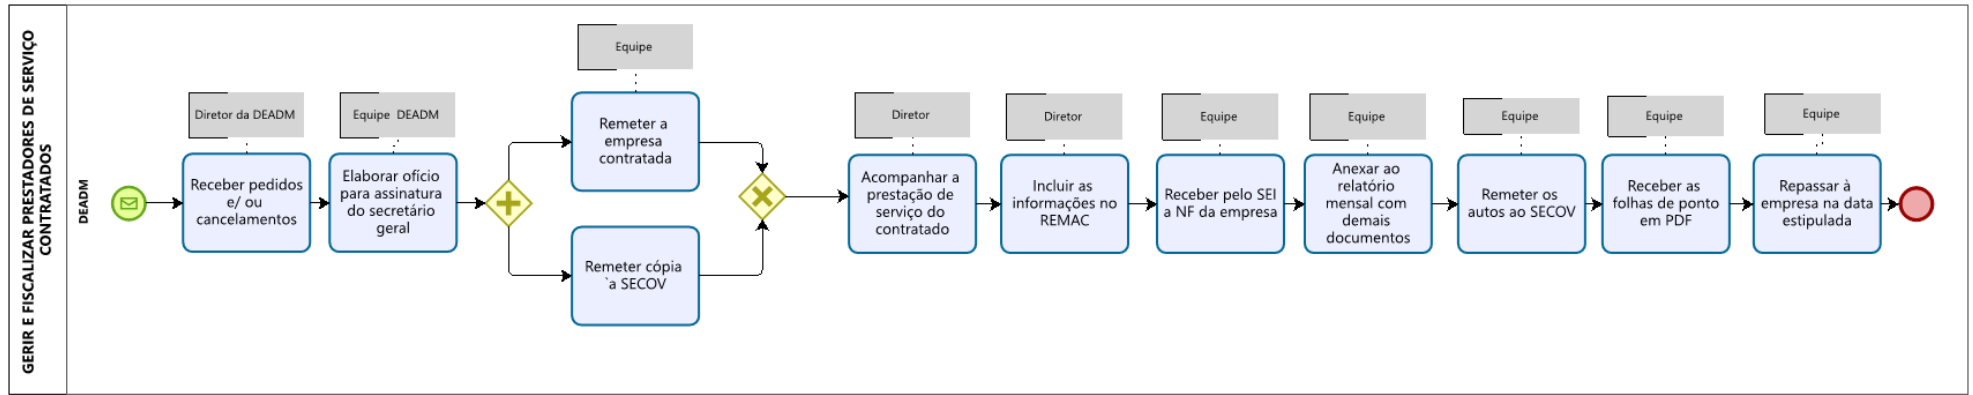 GERIR E FISCALIZAR PRESTADORES DE SERVIÇO
CONTRATADOS
DEADM
Diretor da DEADM
Receber pedidos
e/ ou
cancelamentos
Equipe  DEADM
Elaborar ofício
para assinatura
do secretário
geral
Equipe
Remeter a
empresa
contratada
Remeter cópia
`a SECOV
Diretor
Acompanhar a
prestação de
serviço do
contratado
Diretor
Incluir as
informações no
REMAC
Equipe
Receber pelo SEI
a NF da empresa
Equipe
Anexar ao
relatório
mensal com
demais
documentos
Equipe
Remeter os
autos ao SECOV
Equipe
Receber as
folhas de ponto
em PDF
Equipe
Repassar à
empresa na data
estipulada